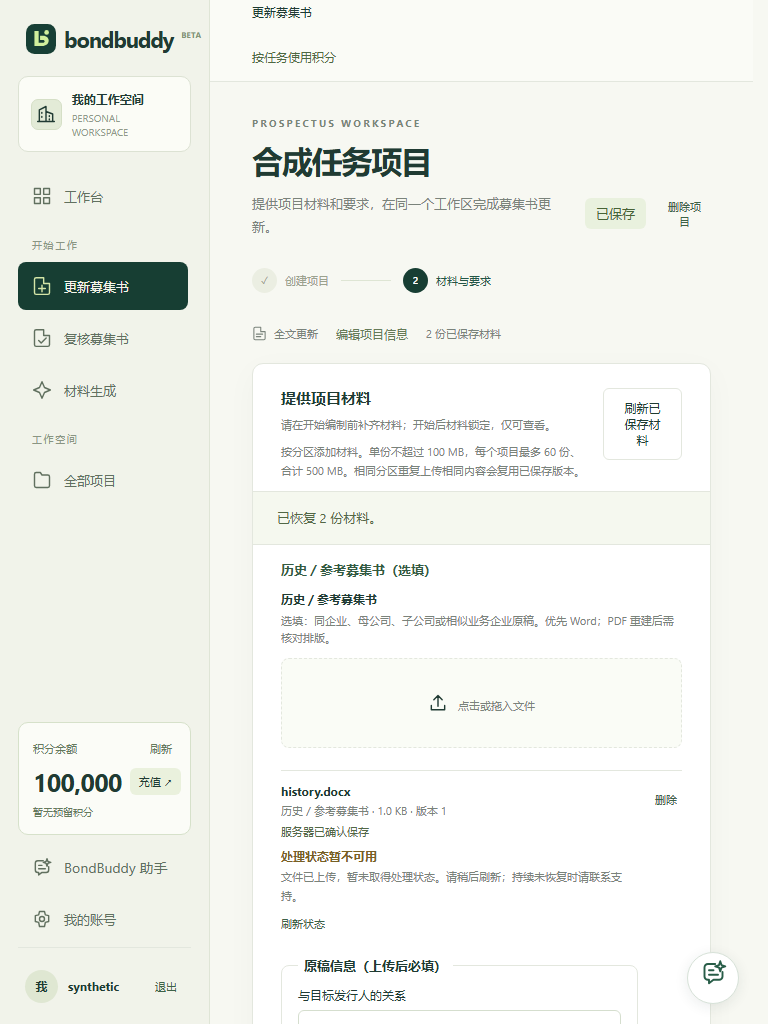 bondbuddy BETA
我的工作空间
PERSONAL
WORKSPACE
工作台
开始工作
更新募集书
复核募集书
材料生成
工作空间
全部项目
积分余额
刷新
100,000
充值 ↗
暂无预留积分
BondBuddy 助手
我的账号
我
synthetic
退出
更新募集书
按任务使用积分
PROSPECTUS WORKSPACE
合成任务项目
提供项目材料和要求，在同一个工作区完成募集书更
新。
已保存
删除项
目
✓ 创建项目
2 材料与要求
全文更新
编辑项目信息
2 份已保存材料
提供项目材料
请在开始编制前补齐材料；开始后材料锁定，仅可查看。
按分区添加材料。单份不超过 100 MB，每个项目最多 60 份、
合计 500 MB。相同分区重复上传相同内容会复用已保存版本。
刷新已
保存材
料
已恢复 2 份材料。
历史 / 参考募集书（选填）
历史 / 参考募集书
选填：同企业、母公司、子公司或相似业务企业原稿。优先 Word；PDF 重建后需
核对排版。
点击或拖入文件
history.docx
历史 / 参考募集书 · 1.0 KB · 版本 1
服务器已确认保存
删除
处理状态暂不可用
文件已上传，暂未取得处理状态。请稍后刷新；持续未恢复时请联系支
持。
刷新状态
原稿信息（上传后必填）
与目标发行人的关系